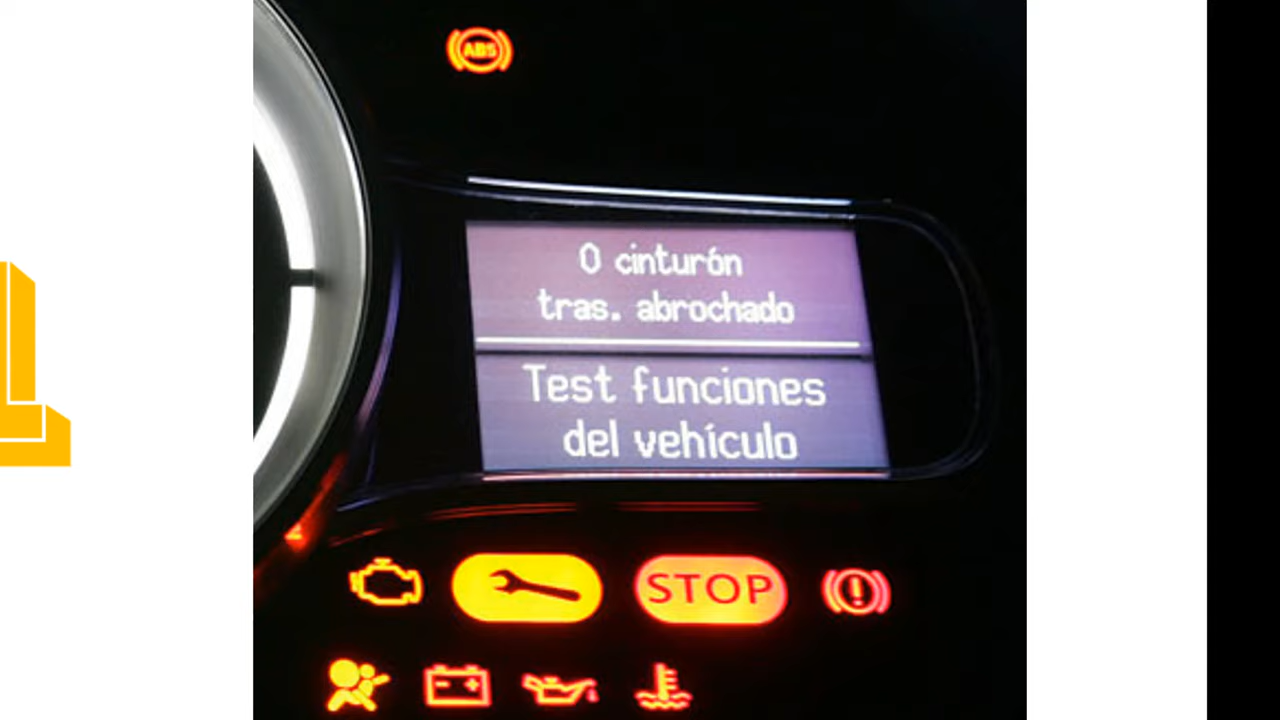 ABS
0 cinturón
tras. abrochado
Test funciones
del vehículo
STOP